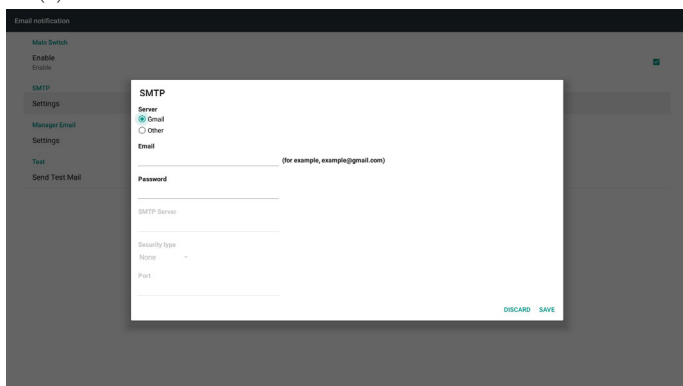 Email notification
Main Switch
Enable
Enable
SMTP
Settings
Manager Email
Settings
Test
Send Test Mail
SMTP
Server
Gmail
Other
Email
(for example, example@gmail.com)
Password
SMTP Server
Security type
None
Port
DISCARD SAVE